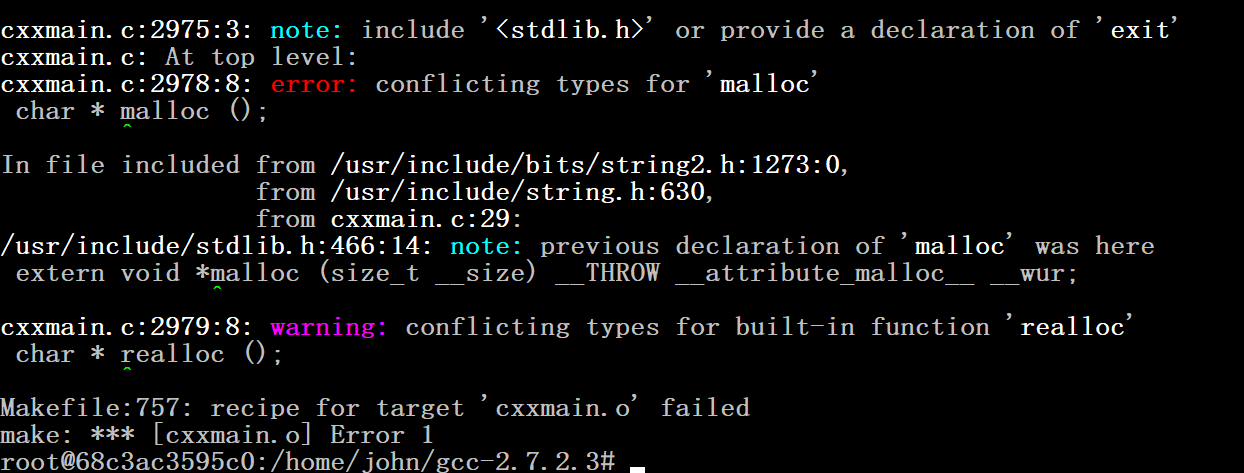 cxxmain.c:2975:3: note: include '<stdlib.h>' or provide a declaration of 'exit'
cxxmain.c: At top level:
cxxmain.c:2978:8: error: conflicting types for 'malloc'
 char * malloc ();
        ^
In file included from /usr/include/bits/string2.h:1273:0,
                 from /usr/include/string.h:630,
                 from cxxmain.c:29:
/usr/include/stdlib.h:466:14: note: previous declaration of 'malloc' was here
 extern void *malloc (size_t __size) __THROW __attribute_malloc__ __wur;
              ^
cxxmain.c:2979:8: warning: conflicting types for built-in function 'realloc'
 char * realloc ();
        ^
Makefile:757: recipe for target 'cxxmain.o' failed
make: *** [cxxmain.o] Error 1
root@68c3ac3595c0:/home/john/gcc-2.7.2.3#